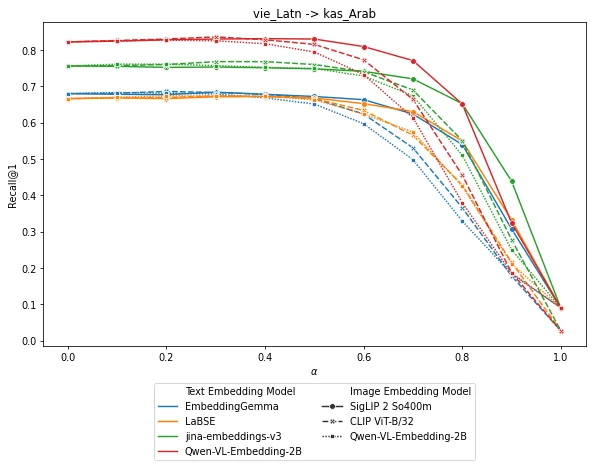 vie_Latn -> kas_Arab
Recall@1
0.8
0.7
0.6
0.5
0.4
0.3
0.2
0.1
0.0
0.0 0.2 0.4 0.6 0.8 1.0
α
Text Embedding Model
EmbeddingGemma
LaBSE
jina-embeddings-v3
Qwen-VL-Embedding-2B
Image Embedding Model
SigLIP 2 So400m
CLIP ViT-B/32
Qwen-VL-Embedding-2B